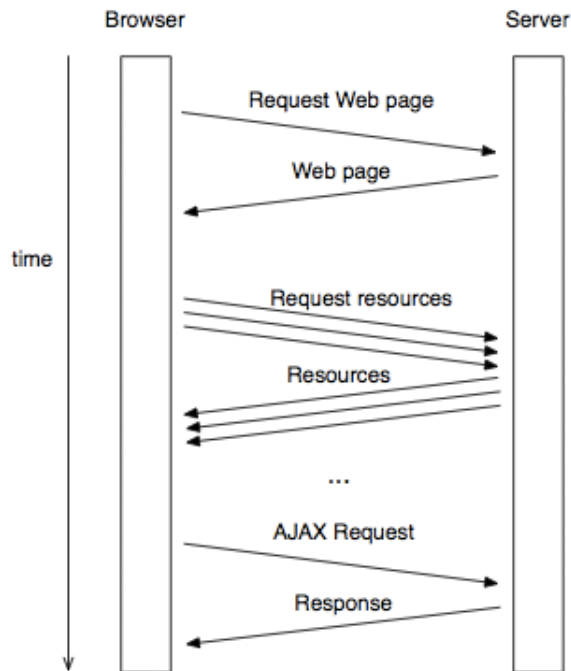 Browser
Server
Request Web page
Web page
time
Request resources
Resources
...
AJAX Request
Response